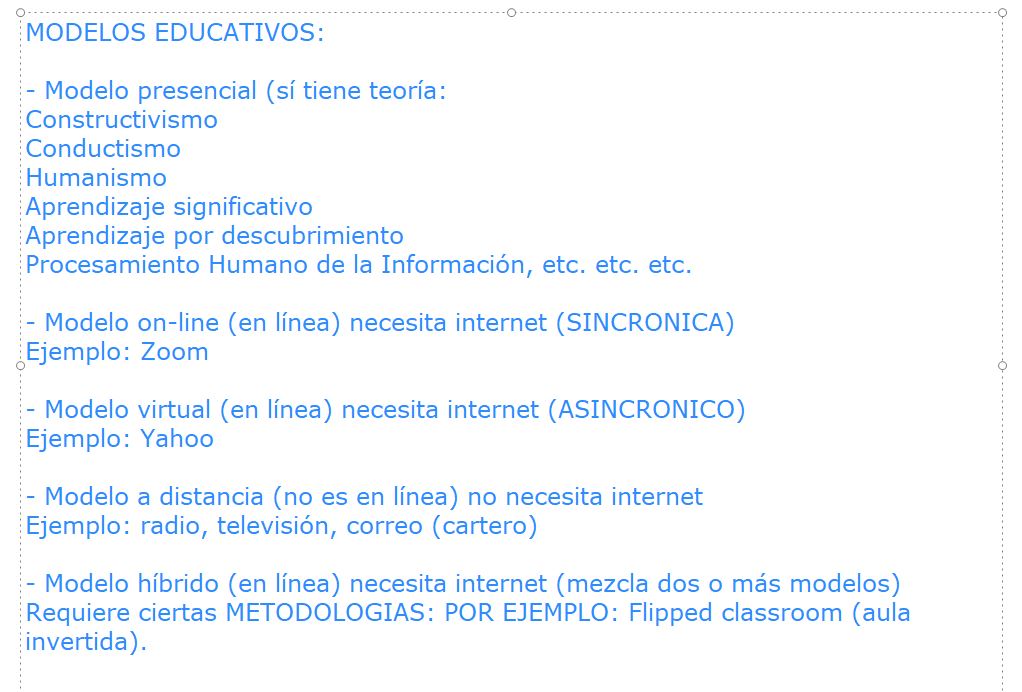 MODELOS EDUCATIVOS:
- Modelo presencial (sí tiene teoría:
Constructivismo
Conductismo
Humanismo
Aprendizaje significativo
Aprendizaje por descubrimiento
Procesamiento Humano de la Información, etc. etc. etc.
- Modelo on-line (en línea) necesita internet (SINCRONICA)
Ejemplo: Zoom
- Modelo virtual (en línea) necesita internet (ASINCRONICO)
Ejemplo: Yahoo
- Modelo a distancia (no es en línea) no necesita internet
Ejemplo: radio, televisión, correo (cartero)
- Modelo híbrido (en línea) necesita internet (mezcla dos o más modelos)
Requiere ciertas METODOLOGIAS: POR EJEMPLO: Flipped classroom (aula
invertida).